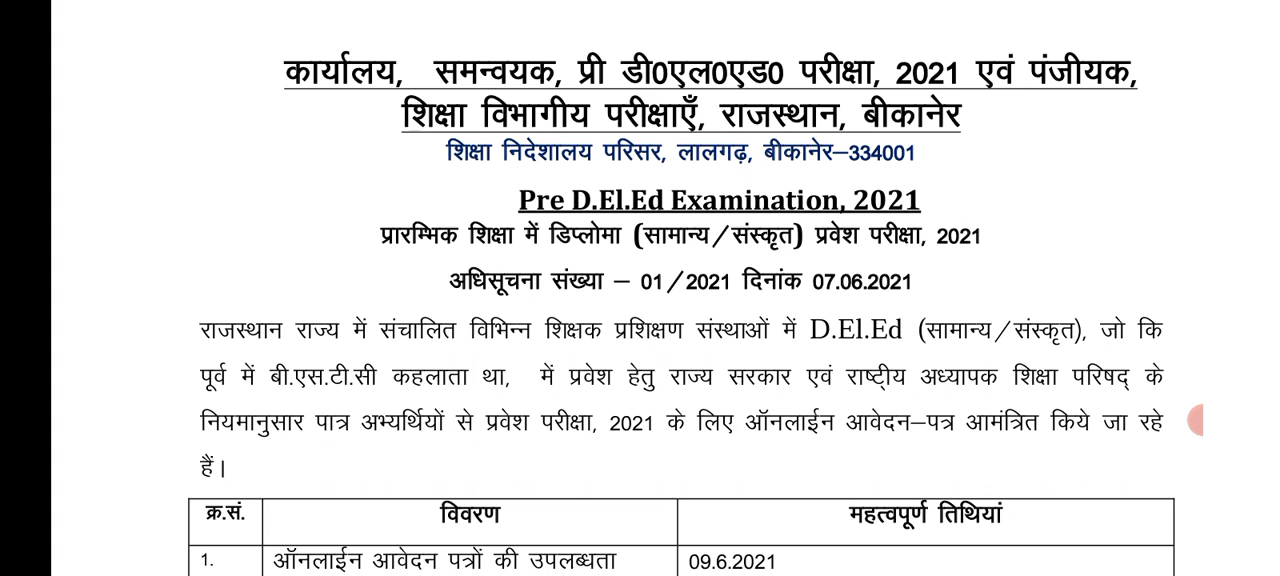 कार्यालय, समन्वयक, प्री डी0एल0एड0 परीक्षा, 2021 एवं पंजीयक,
शिक्षा विभागीय परीक्षाएँ, राजस्थान, बीकानेर
शिक्षा निदेशालय परिसर, लालगढ़, बीकानेर–334001
Pre D.El.Ed Examination, 2021
प्रारम्भिक शिक्षा में डिप्लोमा (सामान्य/संस्कृत) प्रवेश परीक्षा, 2021
अधिसूचना संख्या – 01/2021 दिनांक 07.06.2021
राजस्थान राज्य में संचालित विभिन्न शिक्षक प्रशिक्षण संस्थाओं में D.El.Ed (सामान्य/संस्कृत), जो कि
पूर्व में बी.एस.टी.सी कहलाता था, में प्रवेश हेतु राज्य सरकार एवं राष्ट्रीय अध्यापक शिक्षा परिषद् के
नियमानुसार पात्र अभ्यर्थियों से प्रवेश परीक्षा, 2021 के लिए ऑनलाईन आवेदन–पत्र आमंत्रित किये जा रहे
हैं।
क्र.सं. विवरण महत्वपूर्ण तिथियां
1. ऑनलाईन आवेदन पत्रों की उपलब्धता 09.6.2021